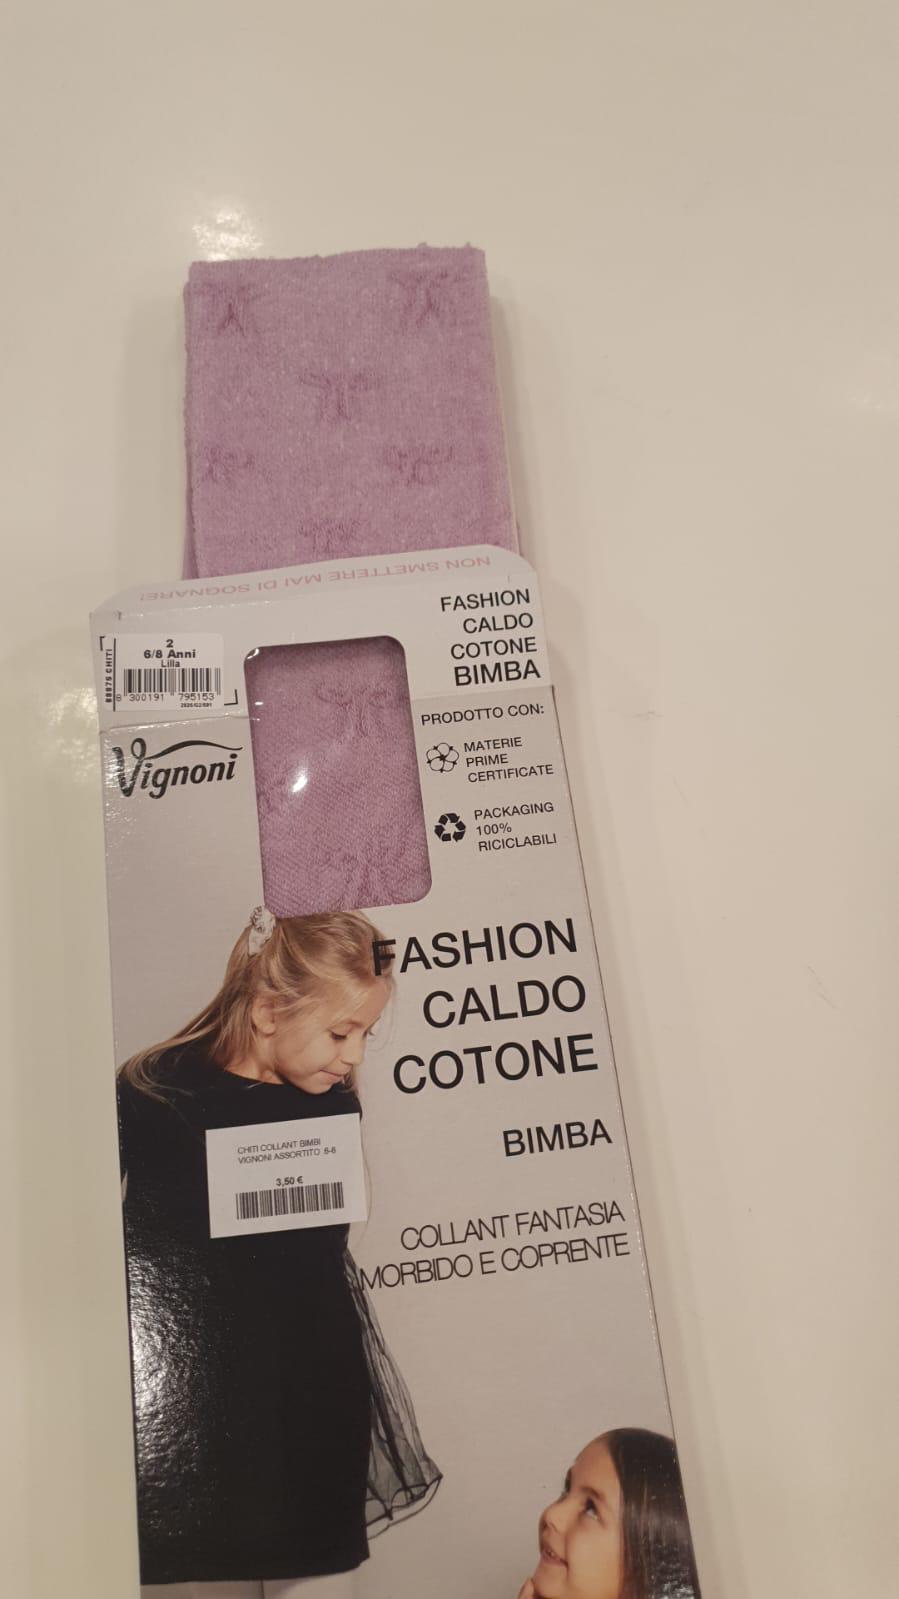 NON SMETTERE MAI DI SOGNARE!
FASHION
CALDO
COTONE
BIMBA
2
6/8 Anni
Lilla
8 300191 795153
Vignoni
PRODOTTO CON:
MATERIE
PRIME
CERTIFICATE
PACKAGING
100%
RICICLABILI
FASHION
CALDO
COTONE
BIMBA
CHITI COLLANT BIMBI
VIGNONI ASSORTITO
3,50 €
COLLANT FANTASIA
MORBIDO E COPRENTE